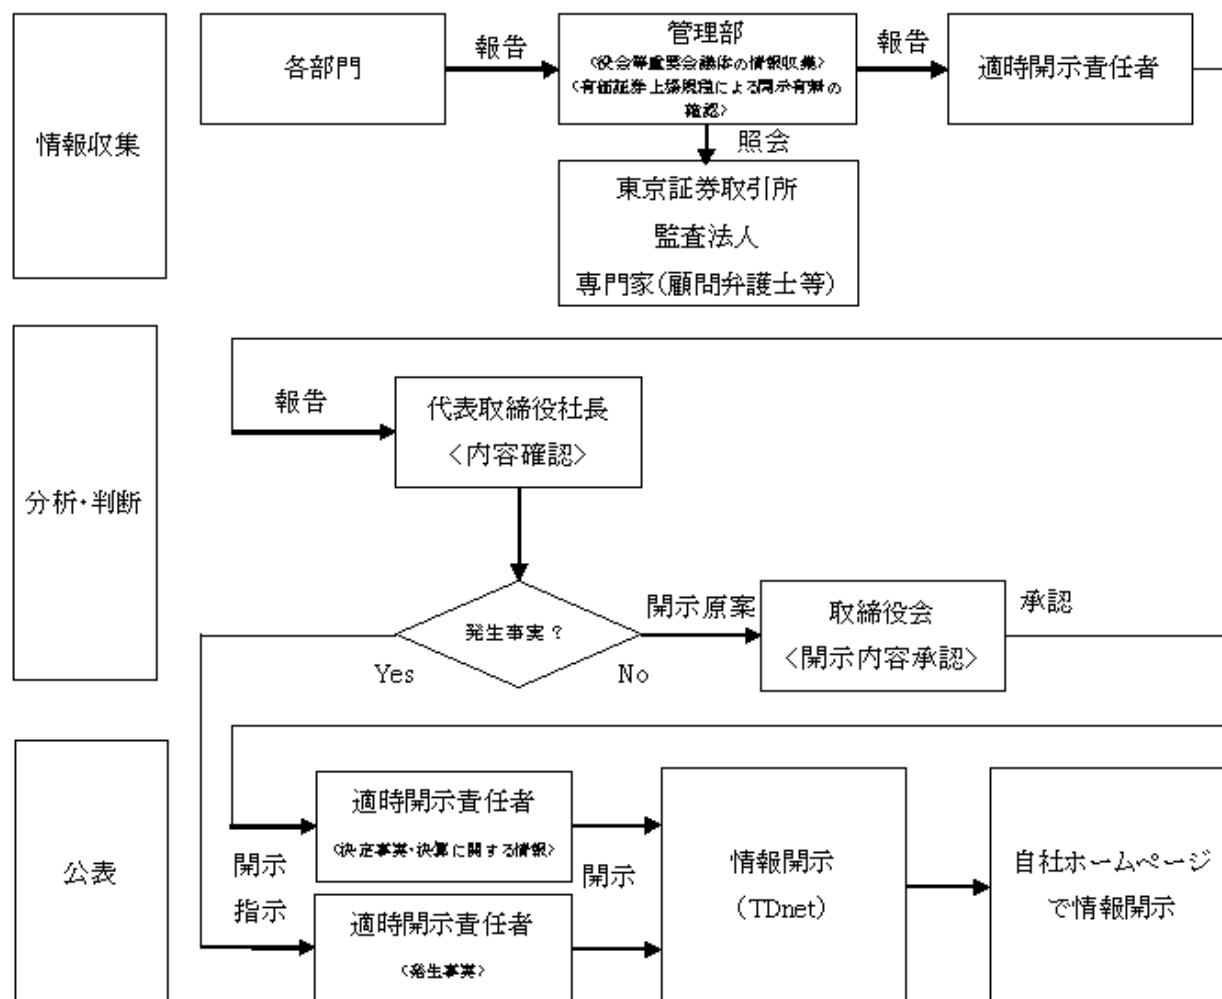 情報収集
各部門
報告
管理部
<役会等重要会議体の情報収集>
<有価証券上場規程による開示有無の
確認>
報告
適時開示責任者
照会
東京証券取引所
監査法人
専門家(顧問弁護士等)
分析・判断
報告
代表取締役社長
<内容確認>
発生事実?
Yes
No
開示原案
取締役会
<開示内容承認>
承認
公表
開示
指示
適時開示責任者
<決定事実・決算に関する情報>
適時開示責任者
<発生事実>
開示
情報開示
(TDnet)
自社ホームページ
で情報開示